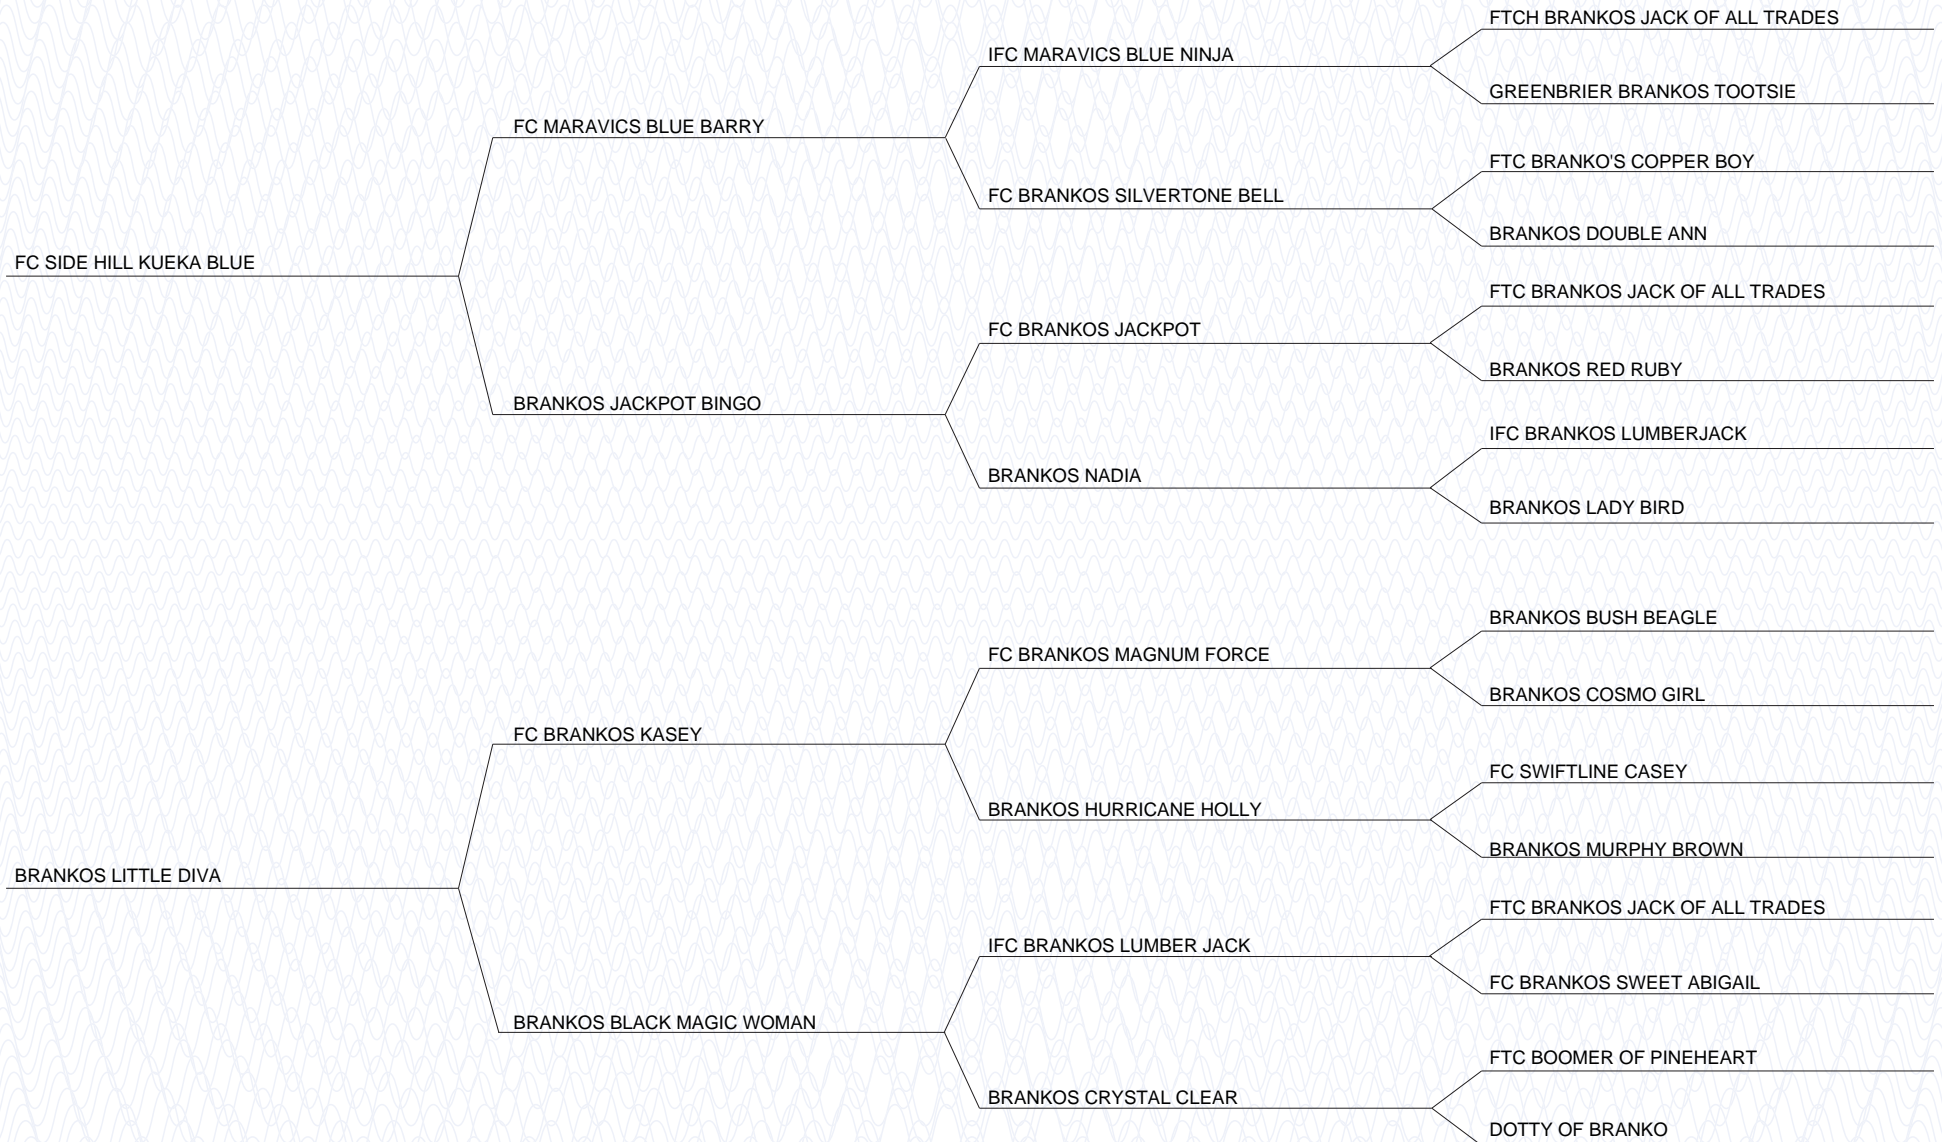 FTCH BRANKOS JACK OF ALL TRADES
IFC MARAVICS BLUE NINJA
GREENBRIER BRANKOS TOOTSIE
FC MARAVICS BLUE BARRY
FTC BRANKO'S COPPER BOY
FC BRANKOS SILVERTONE BELL
BRANKOS DOUBLE ANN
FC SIDE HILL KUEKA BLUE
FTC BRANKOS JACK OF ALL TRADES
FC BRANKOS JACKPOT
BRANKOS RED RUBY
BRANKOS JACKPOT BINGO
IFC BRANKOS LUMBERJACK
BRANKOS NADIA
BRANKOS LADY BIRD
BRANKOS BUSH BEAGLE
FC BRANKOS MAGNUM FORCE
BRANKOS COSMO GIRL
FC BRANKOS KASEY
FC SWIFTLINE CASEY
BRANKOS HURRICANE HOLLY
BRANKOS MURPHY BROWN
BRANKOS LITTLE DIVA
FTC BRANKOS JACK OF ALL TRADES
IFC BRANKOS LUMBER JACK
FC BRANKOS SWEET ABIGAIL
BRANKOS BLACK MAGIC WOMAN
FTC BOOMER OF PINEHEART
BRANKOS CRYSTAL CLEAR
DOTTY OF BRANKO